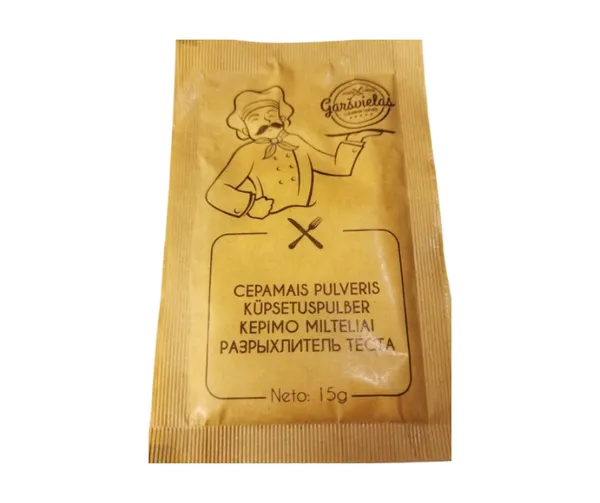 Garšvielas
CEPAMAIS PULVERIS
KÜPSETUSPULBER
KEPIMO MILTELIAI
РАЗРЫХЛИТЕЛЬ ТЕСТА
Neto: 15g